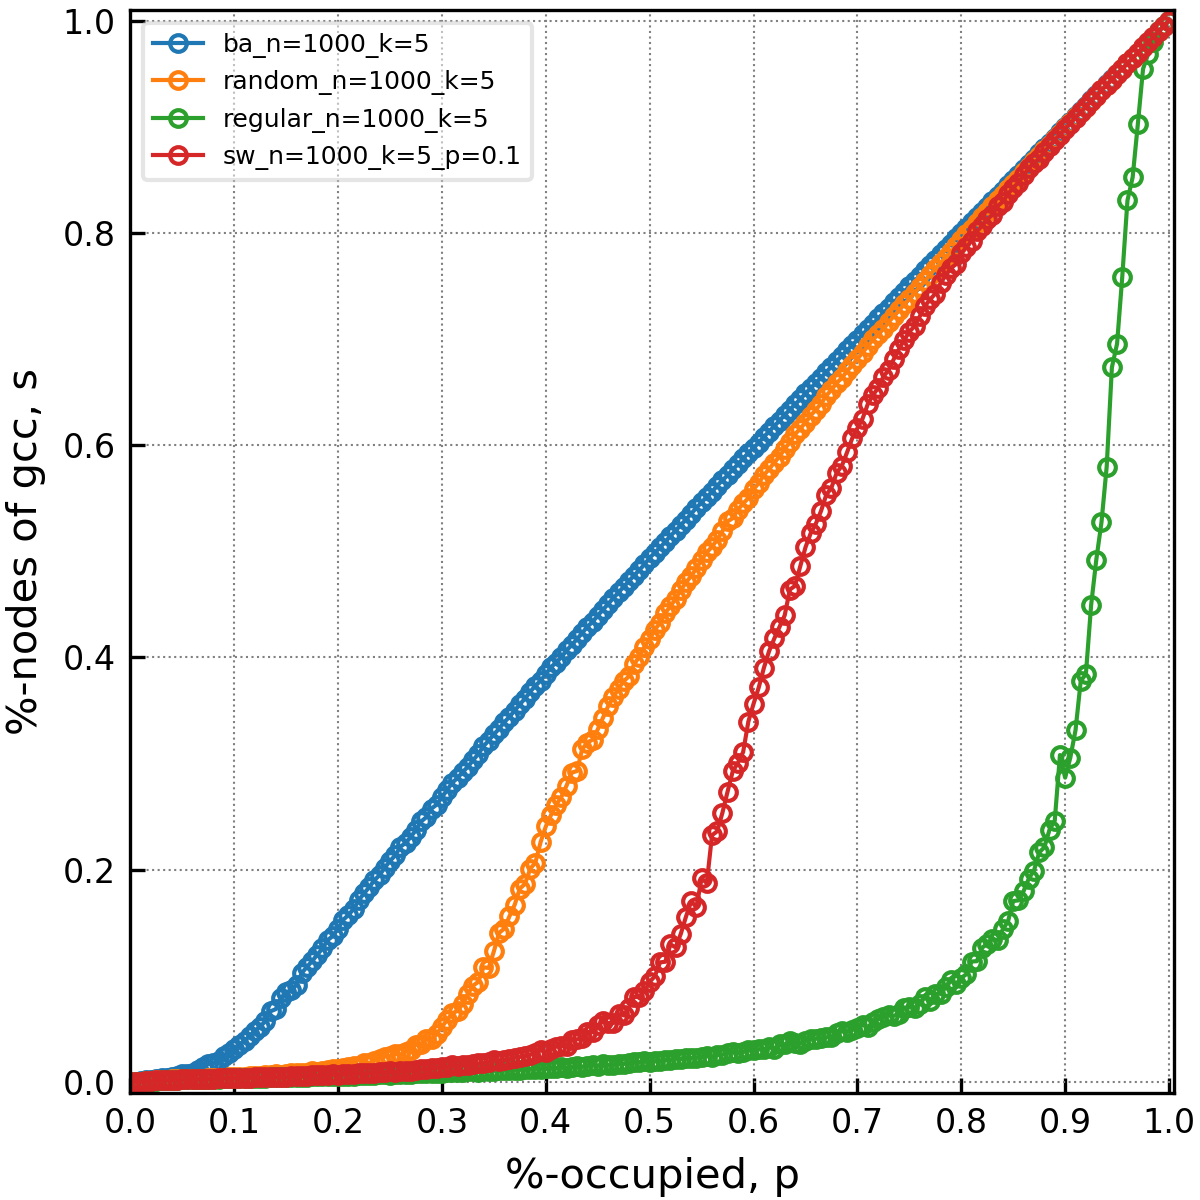 1.0
0.8
0.6
0.4
0.2
0.0
%-nodes of gcc, s
ba_n=1000_k=5
random_n=1000_k=5
regular_n=1000_k=5
sw_n=1000_k=5_p=0.1
0.0 0.1 0.2 0.3 0.4 0.5 0.6 0.7 0.8 0.9 1.0
%-occupied, p